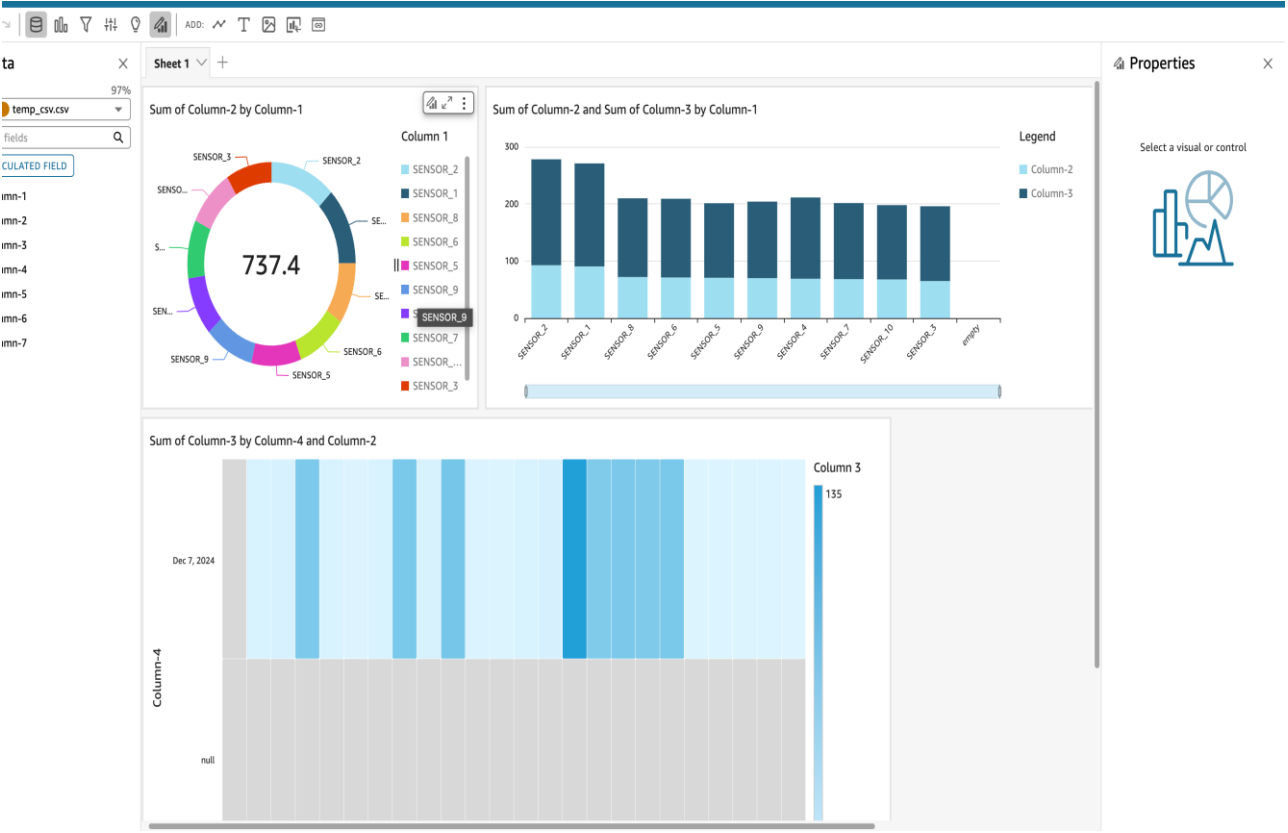 ADD: T
ta
97%
temp_csv.csv
fields
CULATED FIELD
umn-1
umn-2
umn-3
umn-4
umn-5
umn-6
umn-7
Sheet 1
Sum of Column-2 by Column-1
737.4
SENSOR_3
SENSOR_2
SENSO...
SE...
S...
SE...
SEN...
SENSOR_6
SENSOR_9
SENSOR_5
Column 1
SENSOR_2
SENSOR_1
SENSOR_8
SENSOR_6
SENSOR_5
SENSOR_9
S
SENSOR_9
SENSOR_7
SENSOR_...
SENSOR_3
Sum of Column-2 and Sum of Column-3 by Column-1
300
200
100
0
SENSOR_2
SENSOR_1
SENSOR_8
SENSOR_6
SENSOR_5
SENSOR_9
SENSOR_4
SENSOR_7
SENSOR_10
SENSOR_3
empty
Legend
Column-2
Column-3
Sum of Column-3 by Column-4 and Column-2
Column-4
Dec 7, 2024
null
Column 3
135
Properties
Select a visual or control